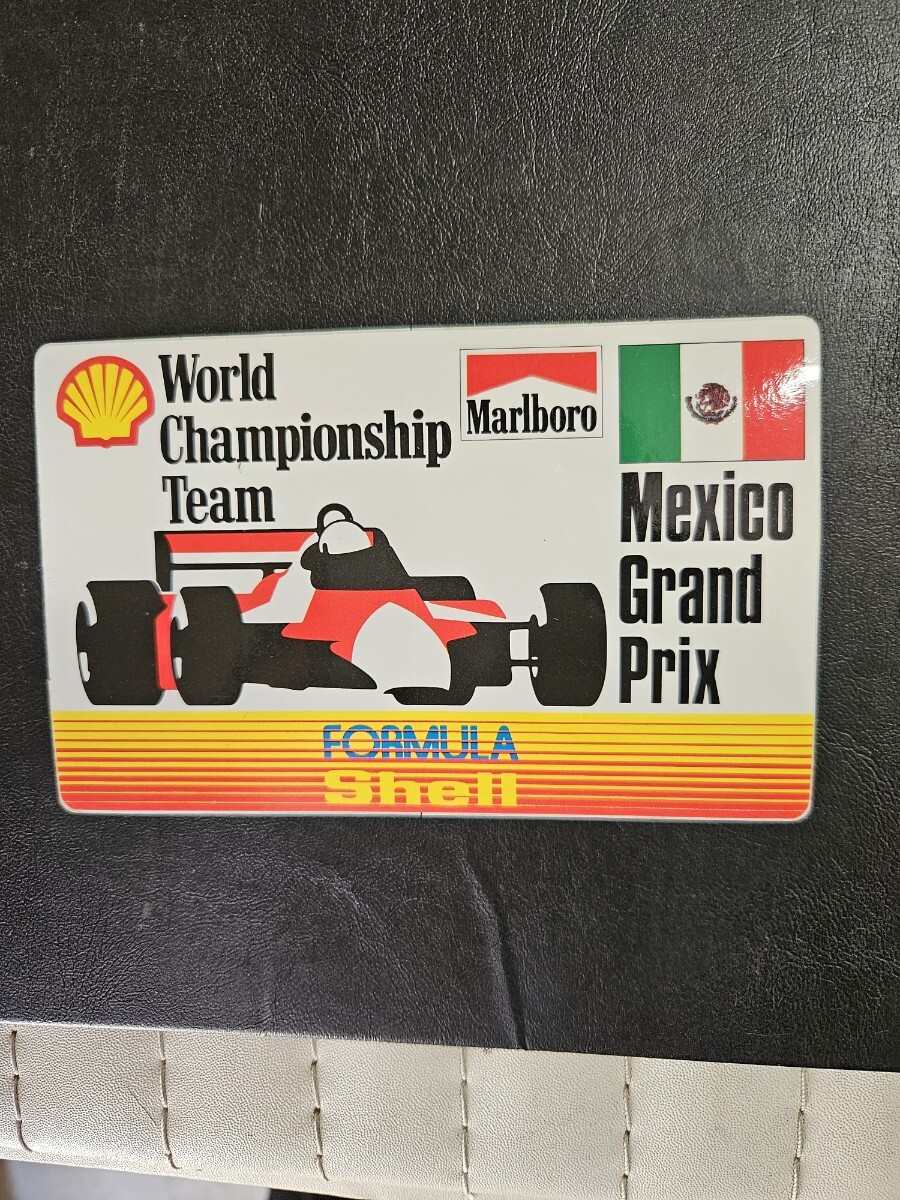 World
Championship
Team
Marlboro
Mexico
Grand
Prix
FORMULA
Shell